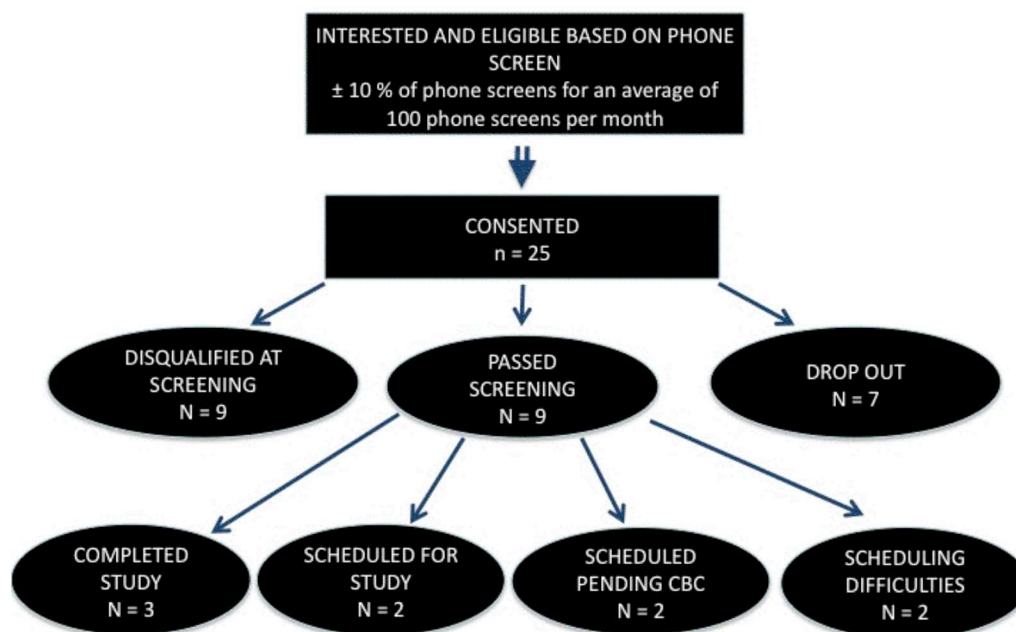 INTERESTED AND ELIGIBLE BASED ON PHONE
SCREEN
± 10 % of phone screens for an average of
100 phone screens per month
CONSENTED
n = 25
DISQUALIFIED AT
SCREENING
N = 9
PASSED
SCREENING
N = 9
DROP OUT
N = 7
COMPLETED
STUDY
N = 3
SCHEDULED FOR
STUDY
N = 2
SCHEDULED
PENDING CBC
N = 2
SCHEDULING
DIFFICULTIES
N = 2